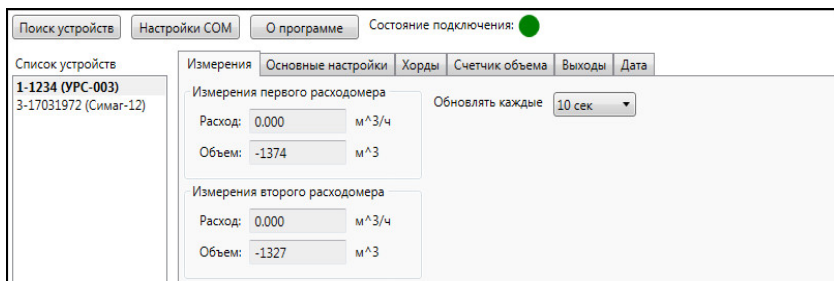 Поиск устройств Настройки COM О программе Состояние подключения:
Список устройств Измерения Основные настройки Хорды Счетчик объема Выходы Дата
1-1234 (УРС-003)
3-17031972 (Симаг-12)
Измерения первого расходомера
Обновлять каждые 10 сек
Расход: 0.000 м^3/ч
Объем: -1374 м^3
Измерения второго расходомера
Расход: 0.000 м^3/ч
Объем: -1327 м^3